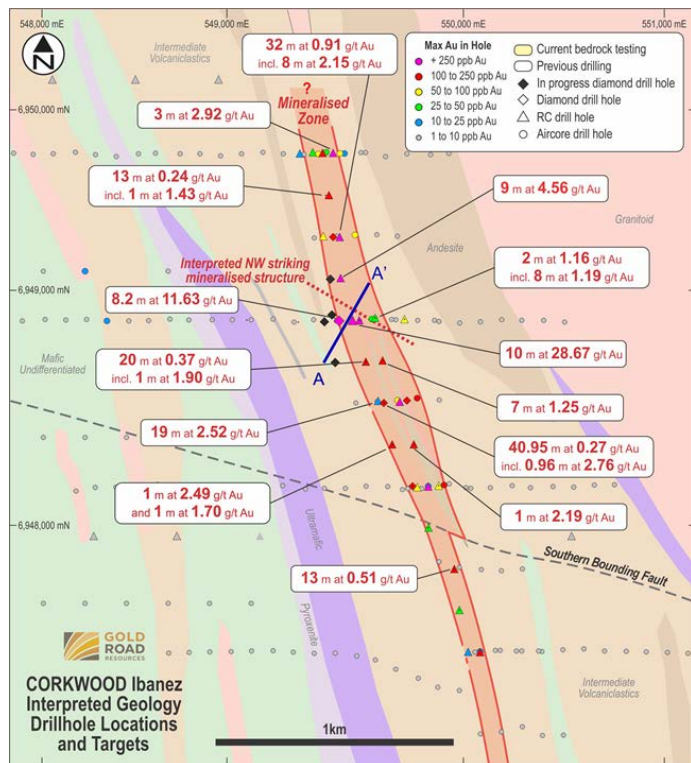 548,000 mE
549,000 mE
550,000 mE
551,000 mE
N
Intermediate
Volcaniclastics
32 m at 0.91 g/t Au
incl. 8 m at 2.15 g/t Au
Max Au in Hole
+ 250 ppb Au
100 to 250 ppb Au
50 to 100 ppb Au
25 to 50 ppb Au
10 to 25 ppb Au
1 to 10 ppb Au
Current bedrock testing
Previous drilling
In progress diamond drill hole
Diamond drill hole
RC drill hole
Aircore drill hole
?
Mineralised
Zone
6,950,000 mN
3 m at 2.92 g/t Au
13 m at 0.24 g/t Au
incl. 1 m at 1.43 g/t Au
9 m at 4.56 g/t Au
Granitoid
Andesite
2 m at 1.16 g/t Au
incl. 8 m at 1.19 g/t Au
Interpreted NW striking
mineralised structure
A'
6,949,000 mN
8.2 m at 11.63 g/t Au
Mafic
Undifferentiated
20 m at 0.37 g/t Au
incl. 1 m at 1.90 g/t Au
A
10 m at 28.67 g/t Au
7 m at 1.25 g/t Au
19 m at 2.52 g/t Au
40.95 m at 0.27 g/t Au
incl. 0.96 m at 2.76 g/t Au
1 m at 2.49 g/t Au
and 1 m at 1.70 g/t Au
1 m at 2.19 g/t Au
6,948,000 mN
Ultramafic
Southern Bounding Fault
13 m at 0.51 g/t Au
Pyroxenite
GOLD
ROAD
RESOURCES
CORKWOOD Ibanez
Interpreted Geology
Drillhole Locations
and Targets
Intermediate
Volcaniclastics
1km